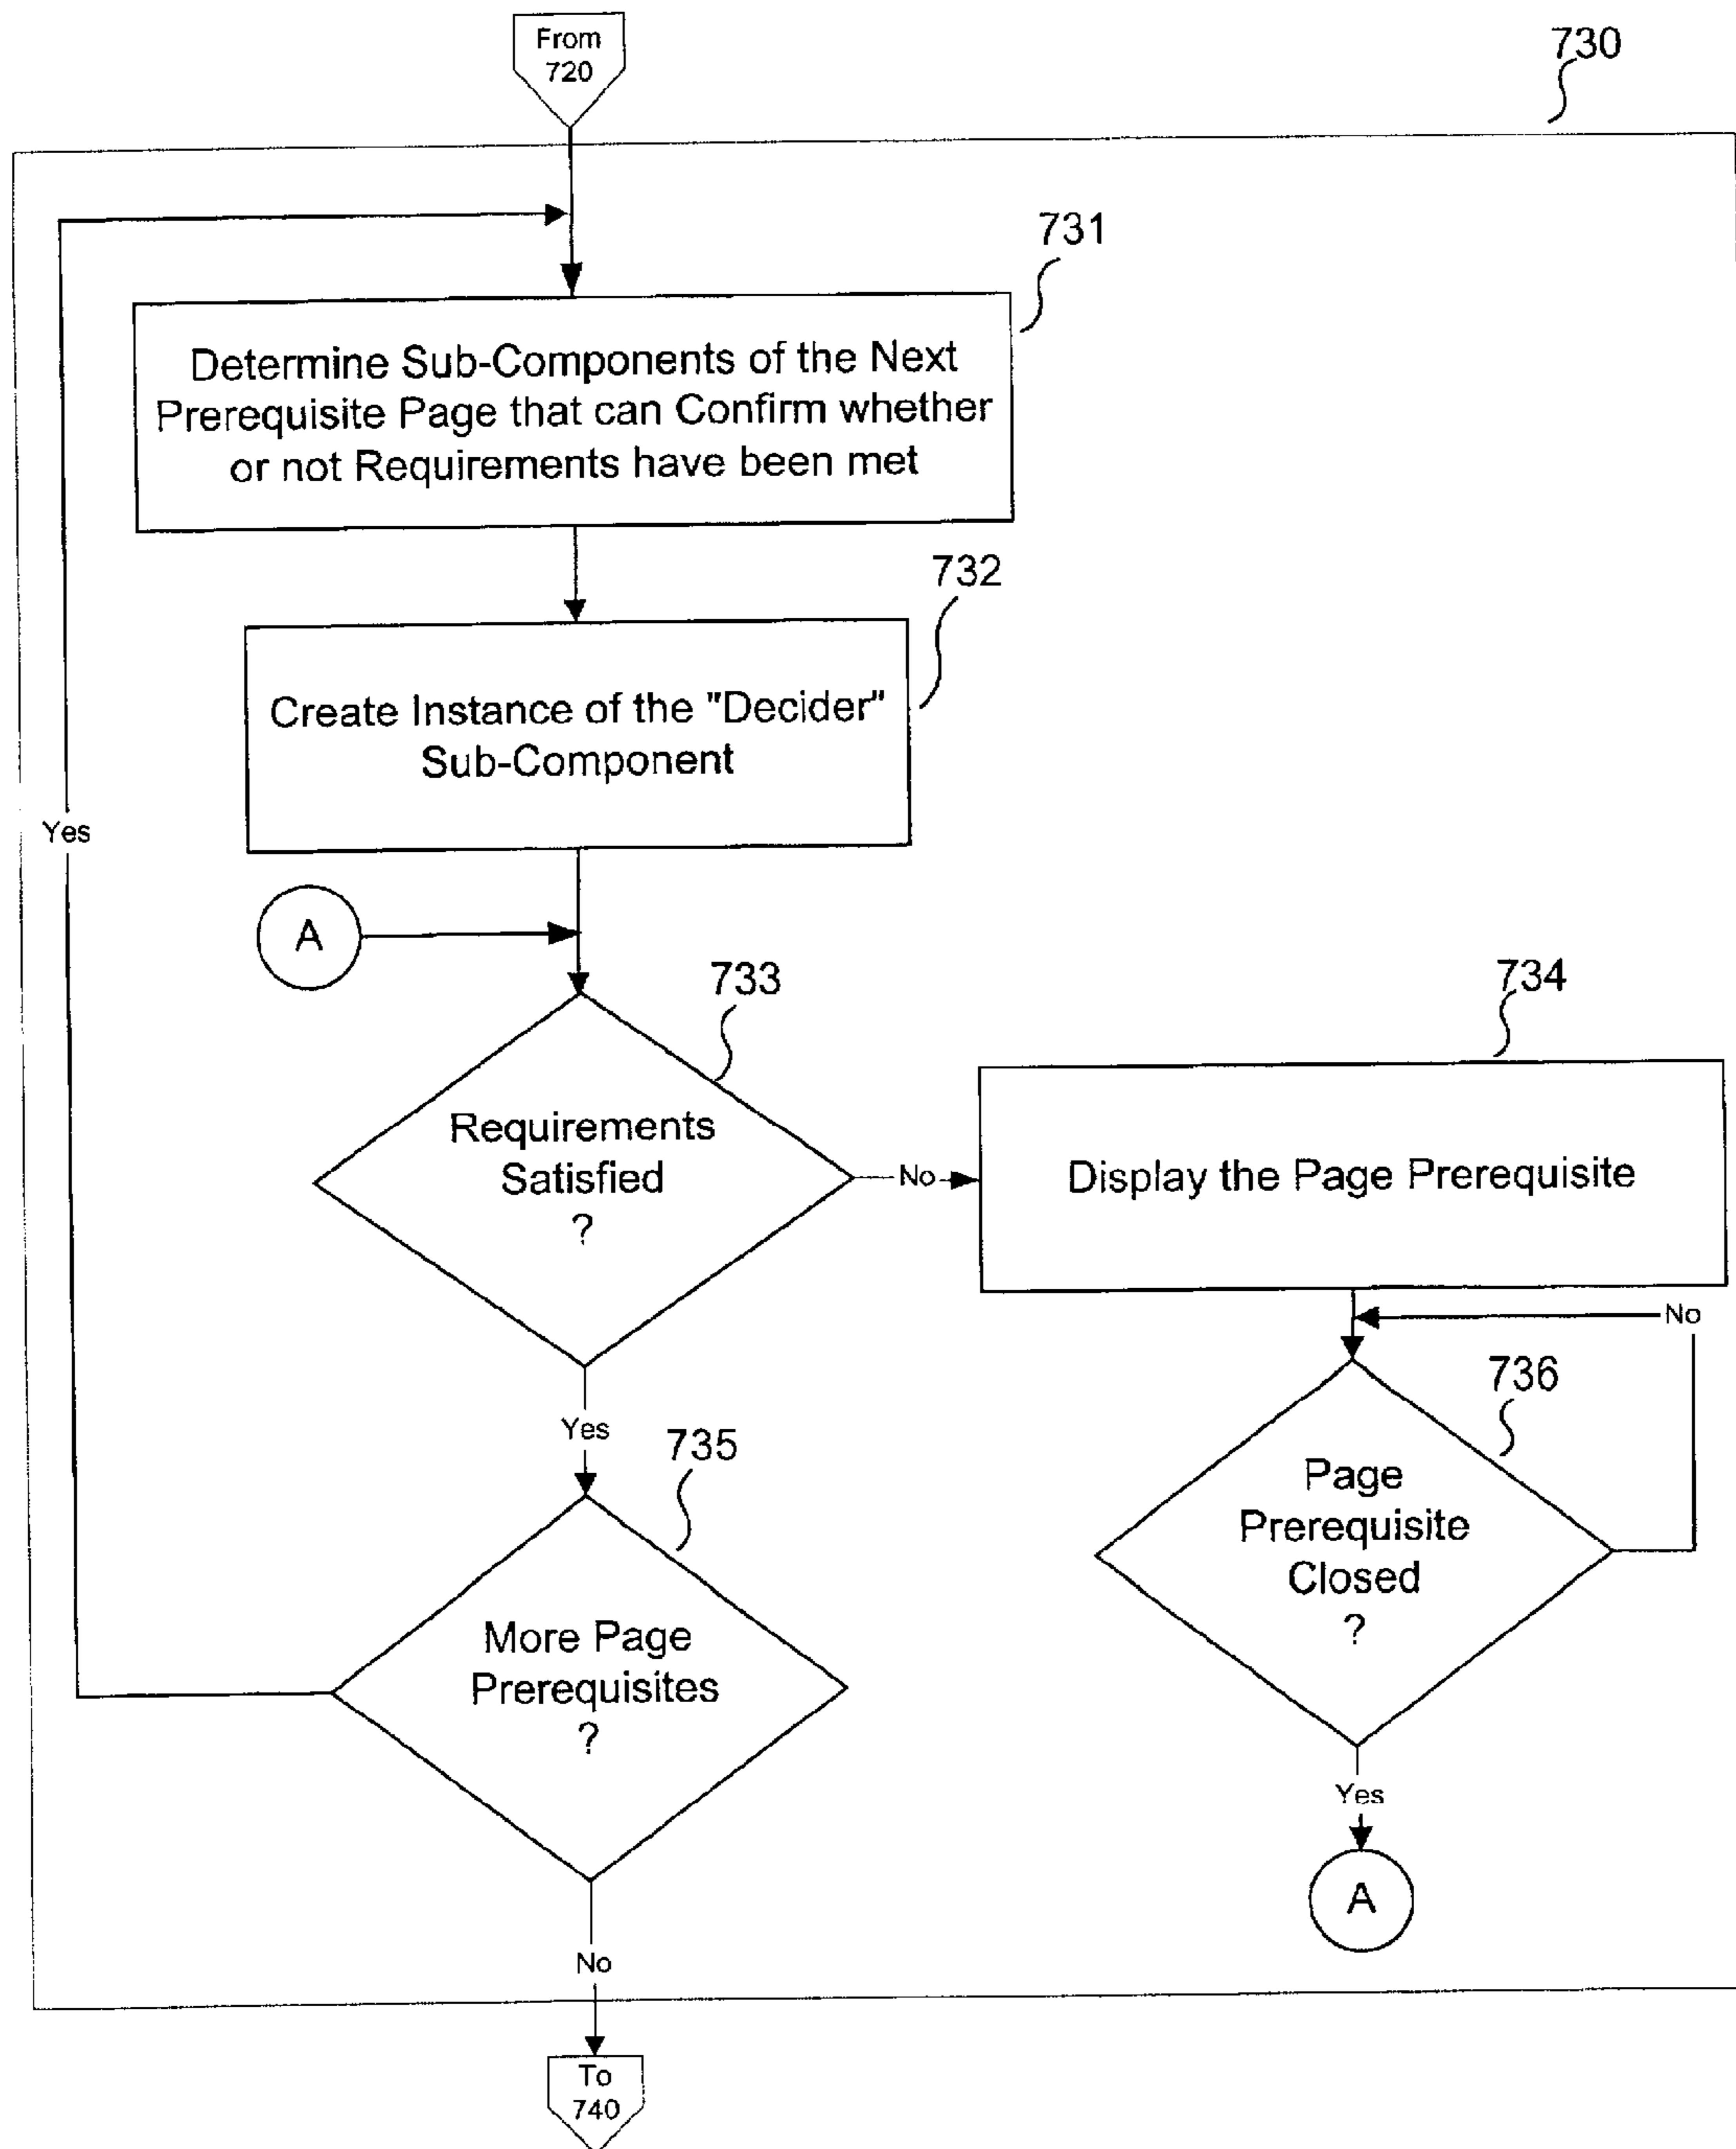 From
720
730
731
Determine Sub-Components of the Next
Prerequisite Page that can Confirm whether
or not Requirements have been met
732
Create Instance of the "Decider"
Sub-Component
Yes
A
733
734
Requirements
Satisfied
?
No
Display the Page Prerequisite
No
736
Yes
735
Page
Prerequisite
Closed
?
More Page
Prerequisites
?
Yes
A
No
To
740